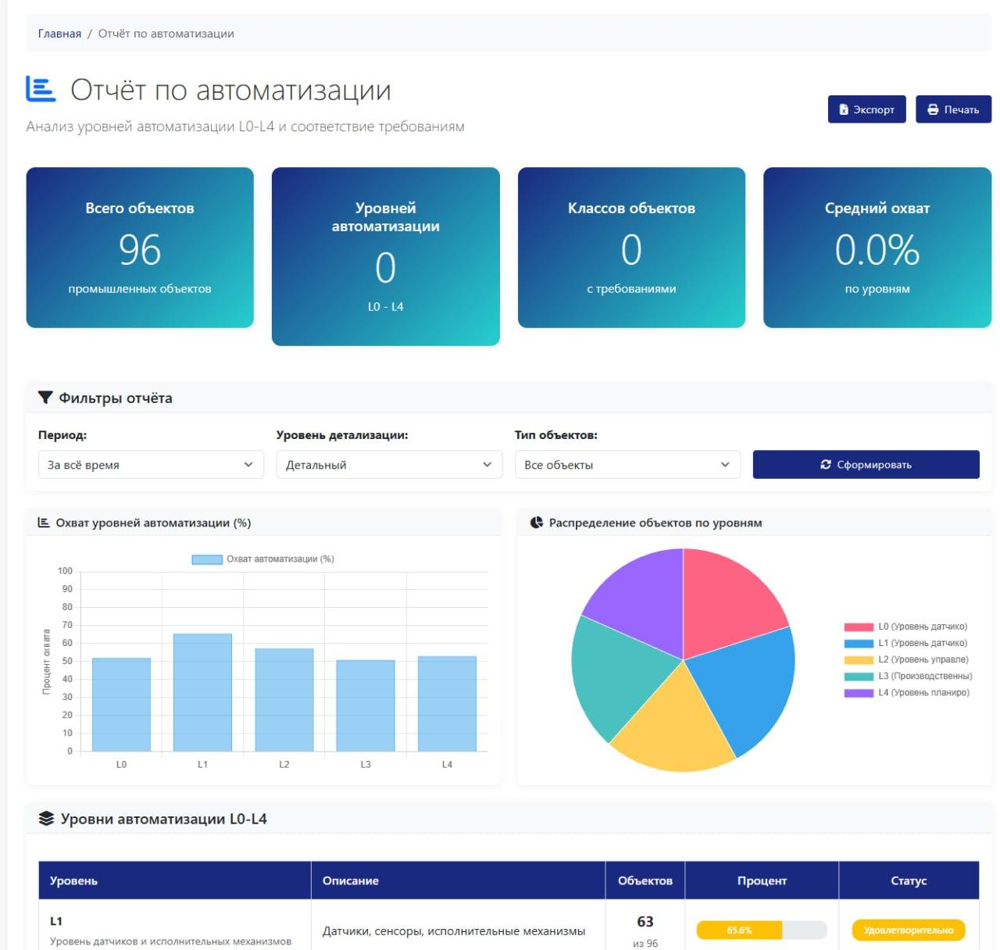 Главная / Отчёт по автоматизации
Отчёт по автоматизации
Анализ уровней автоматизации L0-L4 и соответствие требованиям
Экспорт
Печать
Всего объектов
96
промышленных объектов
Уровней
автоматизации
0
L0 - L4
Классов объектов
0
с требованиями
Средний охват
0.0%
по уровням
Фильтры отчёта
Период:
За всё время
Уровень детализации:
Детальный
Тип объектов:
Все объекты
Сформировать
Охват уровней автоматизации (%)
Охват автоматизации (%)
Процент охвата
100
90
80
70
60
50
40
30
20
10
0
L0
L1
L2
L3
L4
Распределение объектов по уровням
L0 (Уровень датчико)
L1 (Уровень датчико)
L2 (Уровень управле)
L3 (Производственны)
L4 (Уровень планиро)
Уровни автоматизации L0-L4
Уровень
Описание
Объектов
Процент
Статус
L1
Уровень датчиков и исполнительных механизмов
Датчики, сенсоры, исполнительные механизмы
63
из 96
65.6%
Удовлетворительно